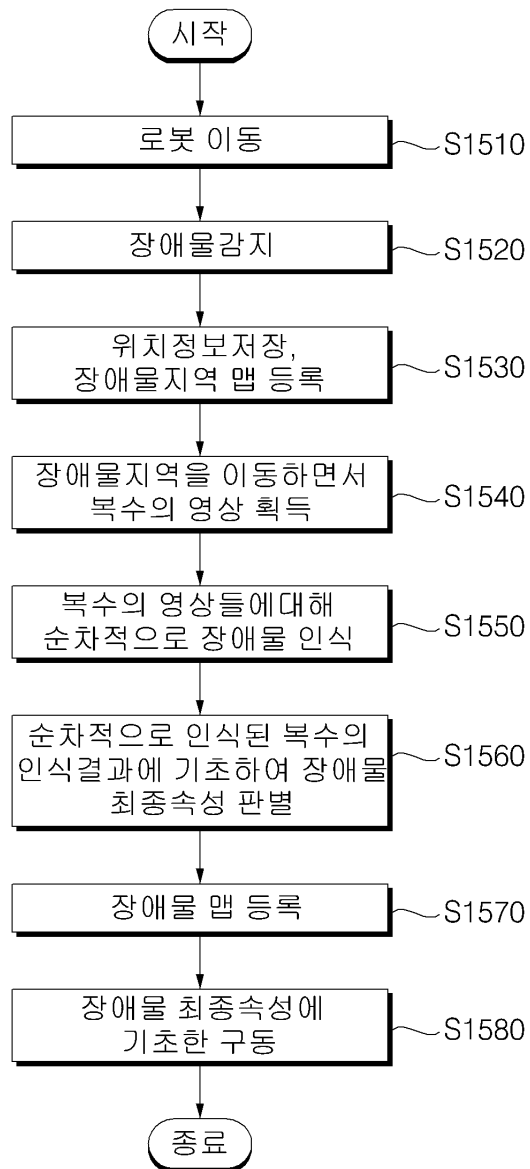 시작
로봇 이동
S1510
장애물감지
S1520
위치정보저장,
장애물지역 맵 등록
S1530
장애물지역을 이동하면서
복수의 영상 획득
S1540
복수의 영상들에대해
순차적으로 장애물 인식
S1550
순차적으로 인식된 복수의
인식결과에 기초하여 장애물
최종속성 판별
S1560
장애물 맵 등록
S1570
장애물 최종속성에
기초한 구동
S1580
종료